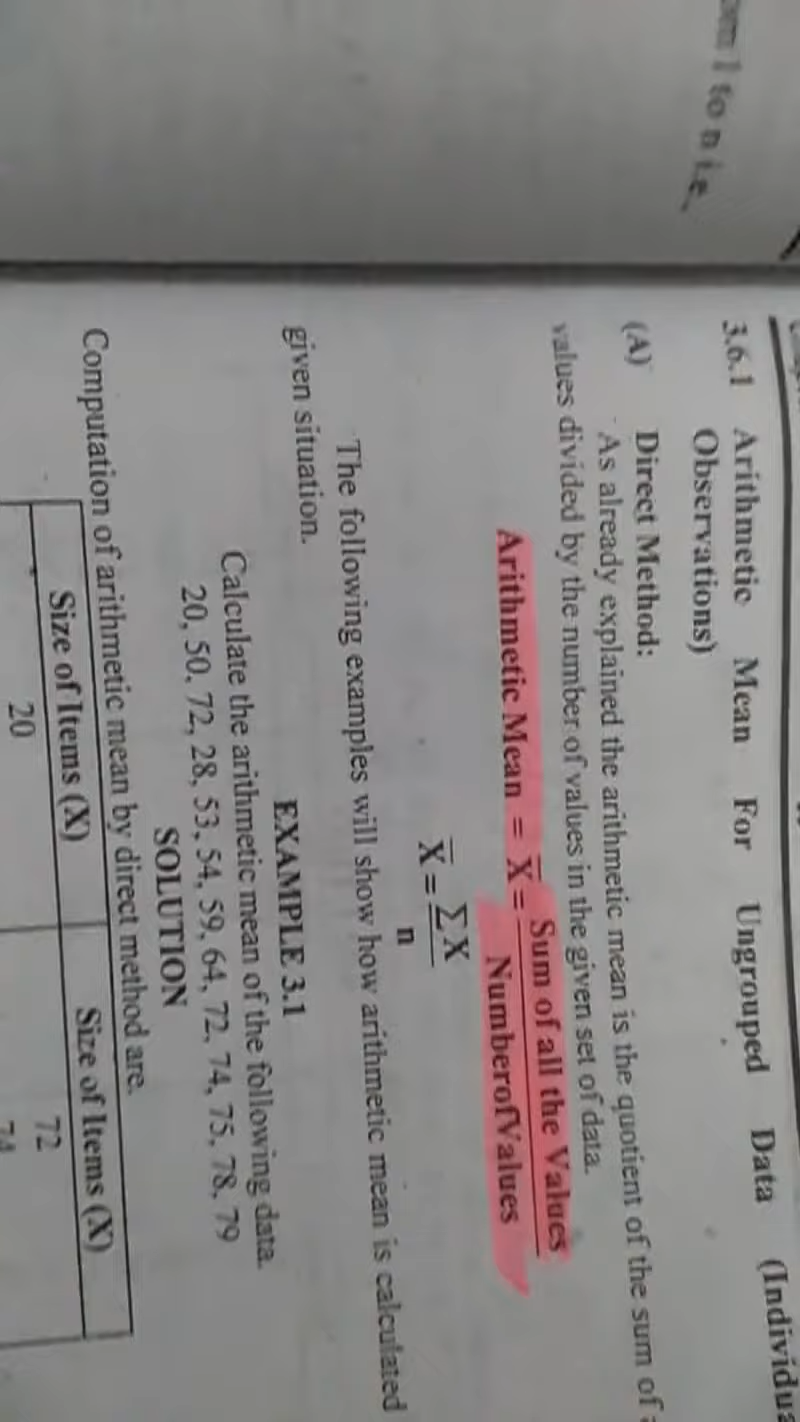 1 to n i.e.,
3.6.1 Arithmetic Mean For Ungrouped Data
Observations)
(A) Direct Method:
As already explained the arithmetic mean is the quotient of the sum of
values divided by the number of values in the given set of data.
Arithmetic Mean = X̄ = Sum of all the Values
NumberofValues
X̄ = ∑X
n
The following examples will show how arithmetic mean is calculated
given situation.
EXAMPLE 3.1
Calculate the arithmetic mean of the following data.
20, 50, 72, 28, 53, 54, 59, 64, 72, 74, 75, 78, 79
SOLUTION
Computation of arithmetic mean by direct method are.
Size of Items (X) Size of Items (X)
20 72
74